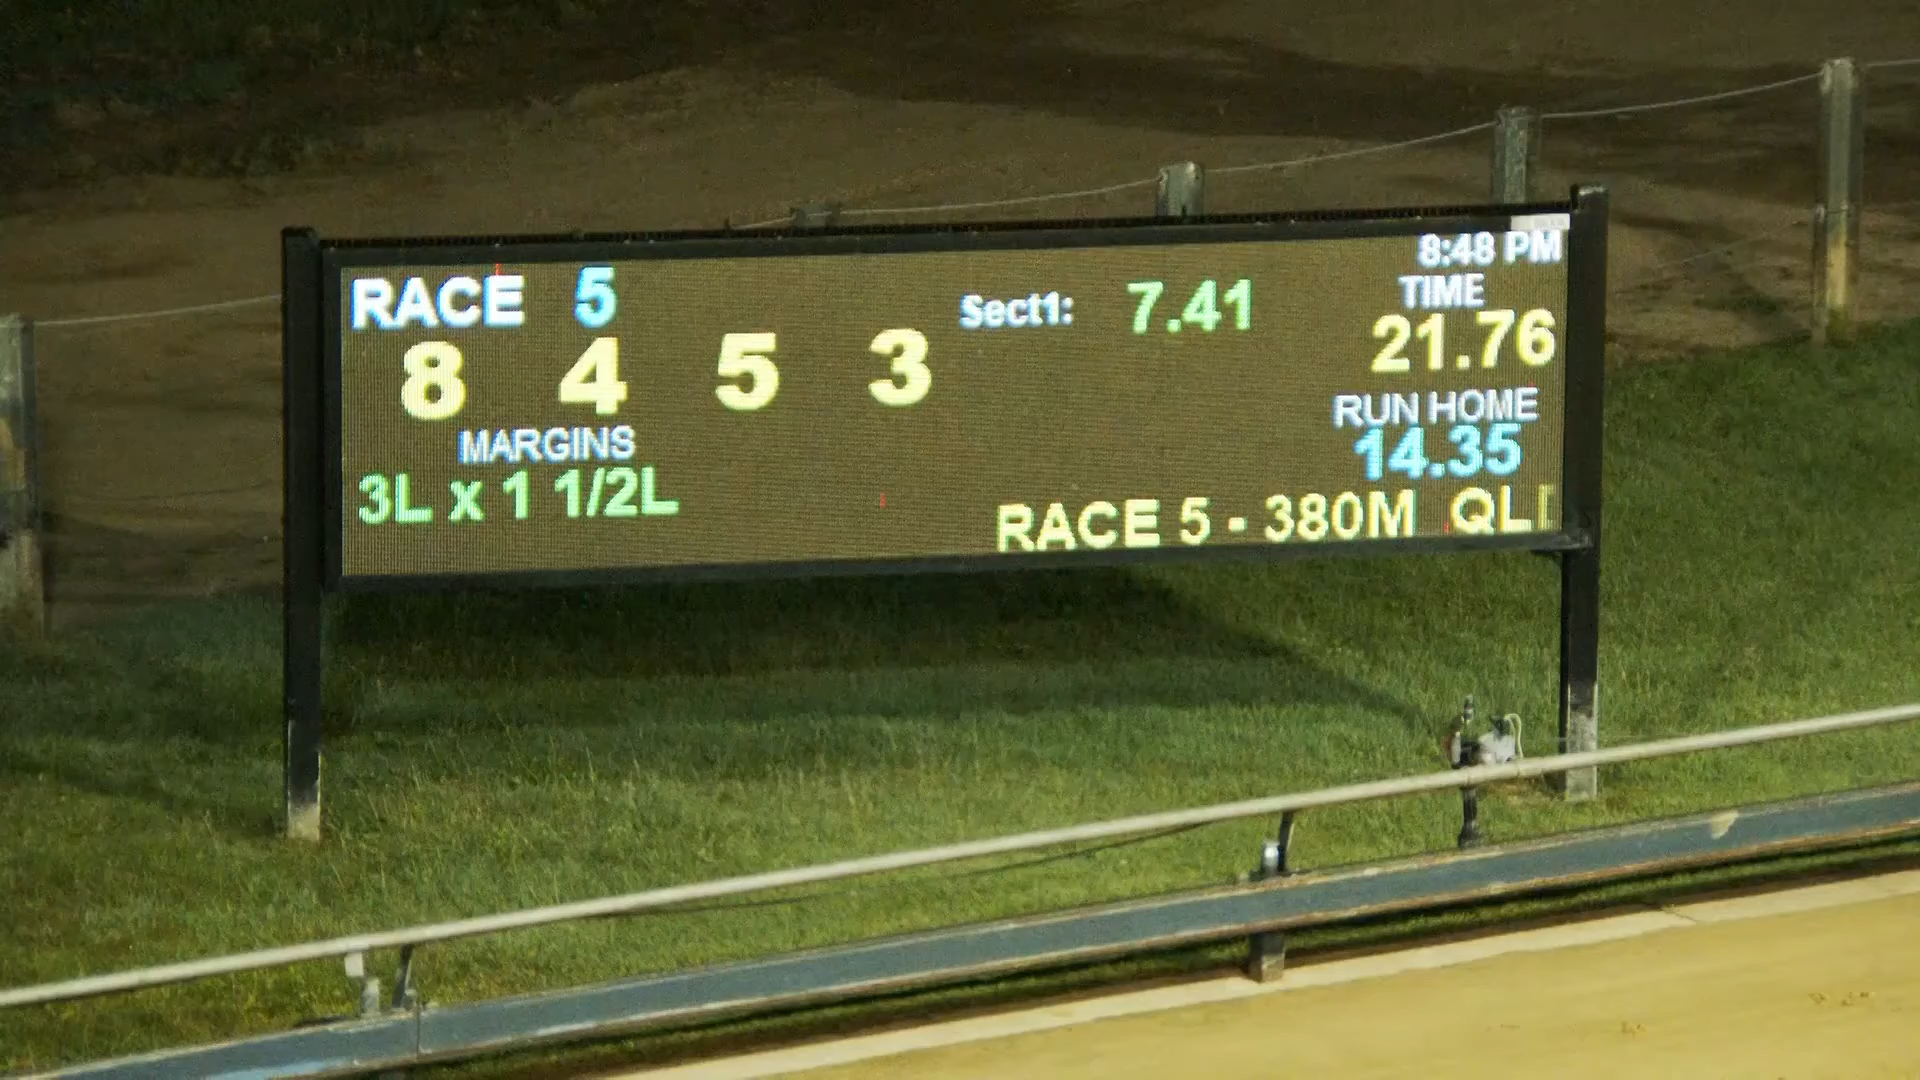 8:48 PM
RACE 5
Sect1: 7.41
TIME
21.76
8 4 5 3
RUN HOME
14.35
MARGINS
3L x 1 1/2L
RACE 5 - 380M QL